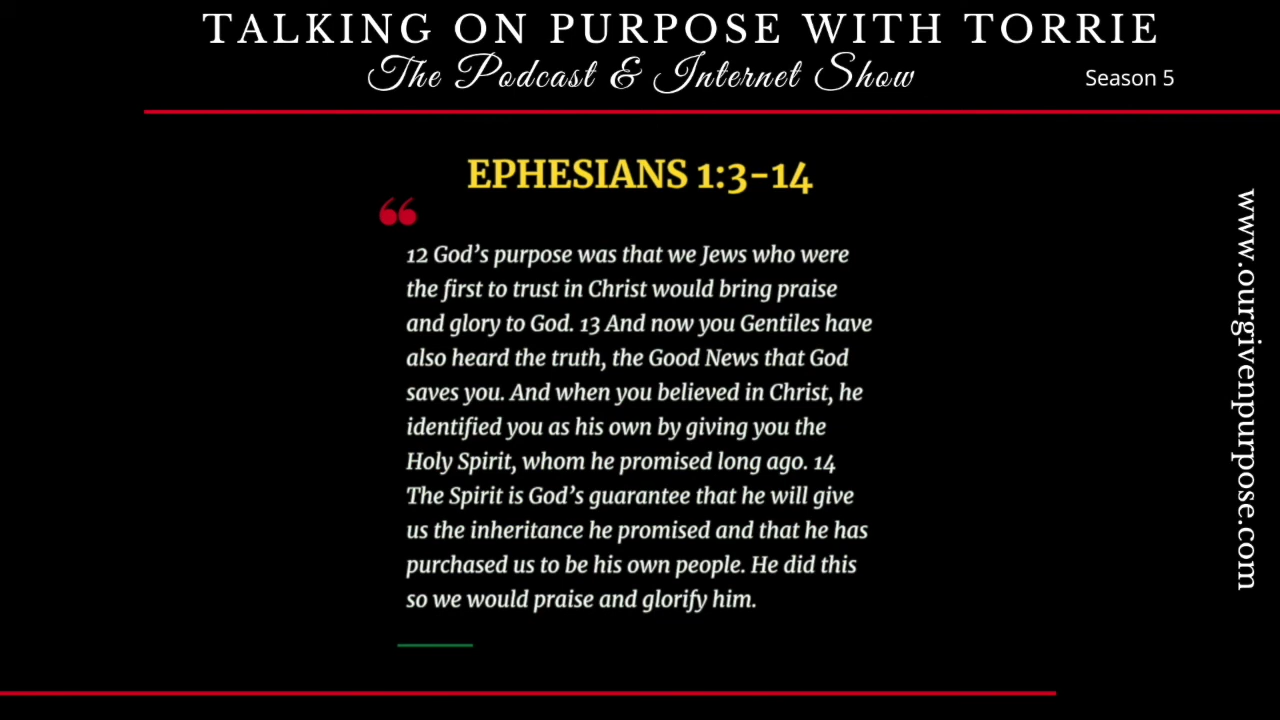 TALKING ON PURPOSE WITH TORRIE
The Podcast & Internet Show
Season 5
EPHESIANS 1:3-14
“
12 God’s purpose was that we Jews who were
the first to trust in Christ would bring praise
and glory to God. 13 And now you Gentiles have
also heard the truth, the Good News that God
saves you. And when you believed in Christ, he
identified you as his own by giving you the
Holy Spirit, whom he promised long ago. 14
The Spirit is God’s guarantee that he will give
us the inheritance he promised and that he has
purchased us to be his own people. He did this
so we would praise and glorify him.
www.ourgivenpurpose.com